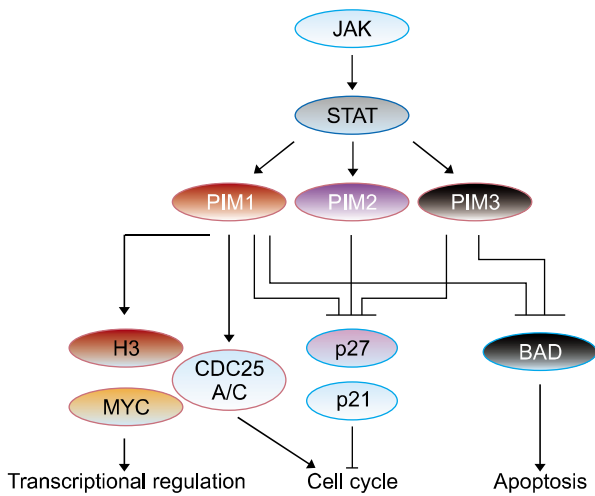 JAK
STAT
PIM1 PIM2 PIM3
H3 p27 BAD
CDC25
A/C
MYC p21
Transcriptional regulation Cell cycle Apoptosis